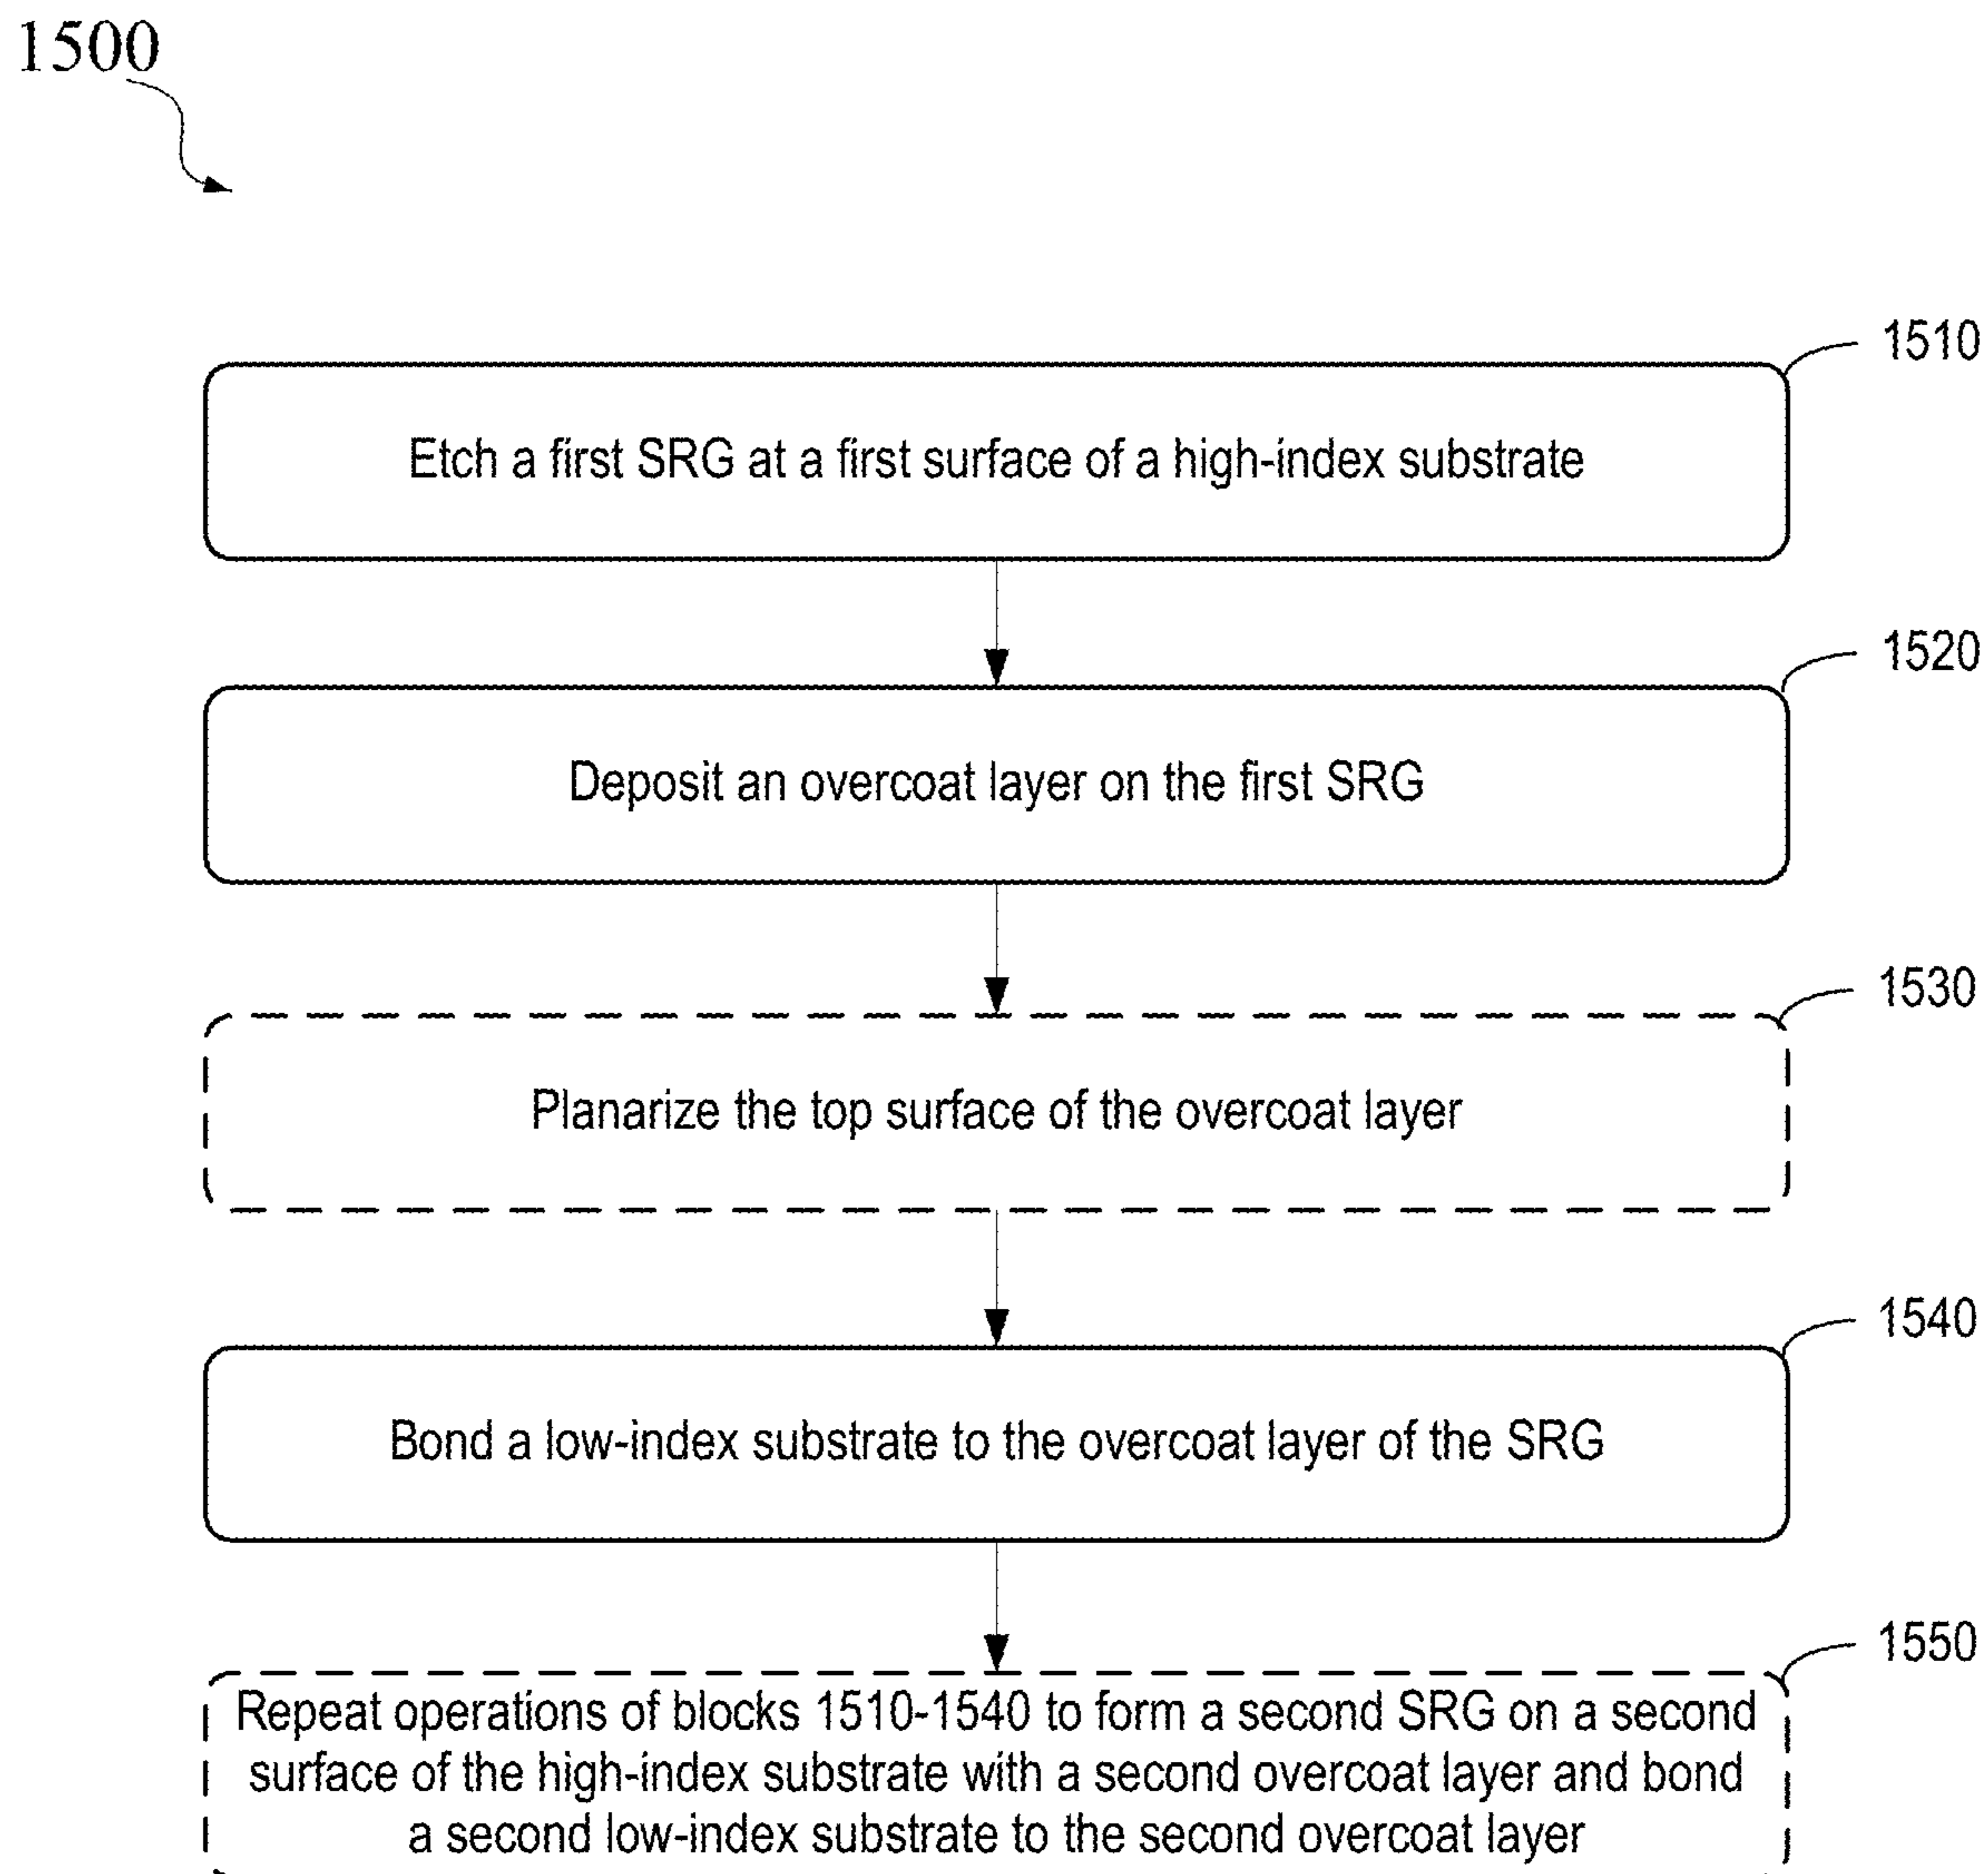 1500
1510
Etch a first SRG at a first surface of a high-index substrate
1520
Deposit an overcoat layer on the first SRG
1530
Planarize the top surface of the overcoat layer
1540
Bond a low-index substrate to the overcoat layer of the SRG
1550
Repeat operations of blocks 1510-1540 to form a second SRG on a second
surface of the high-index substrate with a second overcoat layer and bond
a second low-index substrate to the second overcoat layer